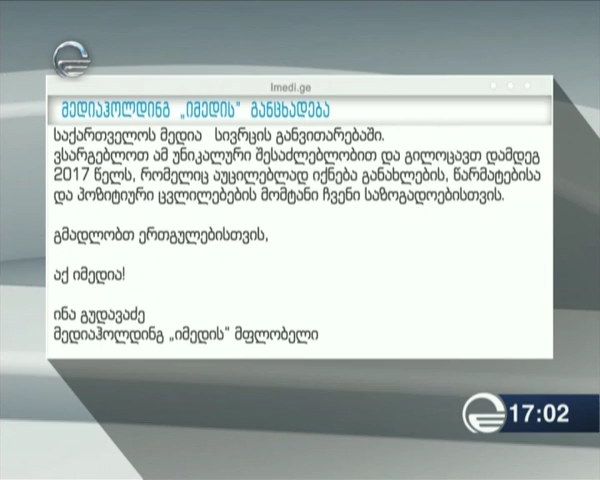 Imedi.ge
მედიაჰოლდინგ „იმედის“ განცხადება
საქართველოს მედია სივრცის განვითარებაში.
ვსარგებლობთ ამ უნიკალური შესაძლებლობით და გილოცავთ დამდეგ
2017 წელს, რომელიც აუცილებლად იქნება განახლების, წარმატებისა
და პოზიტიური ცვლილებების მომტანი ჩვენი საზოგადოებისთვის.
გმადლობთ ერთგულებისთვის,
აქ იმედია!
ინა გუდავაძე
მედიაჰოლდინგ „იმედის“ მფლობელი
17:02